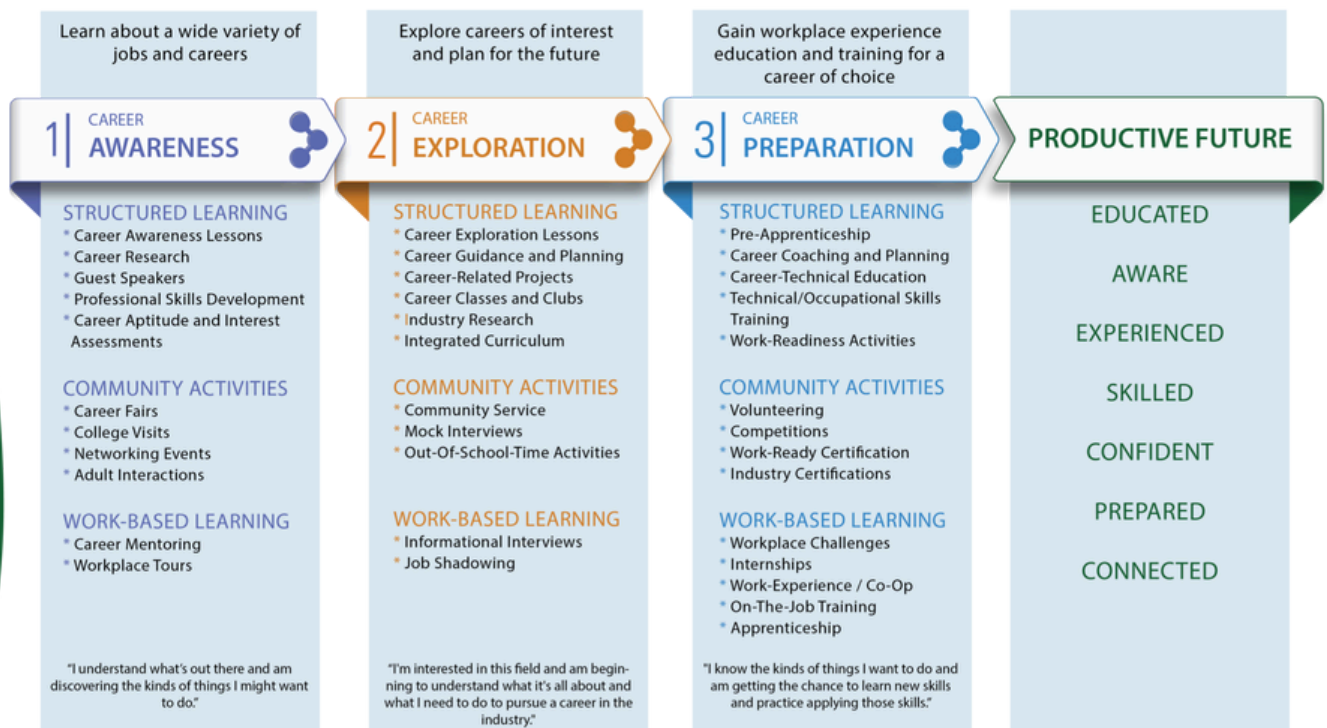 Learn about a wide variety of
jobs and careers
1
CAREER
AWARENESS
STRUCTURED LEARNING
* Career Awareness Lessons
* Career Research
* Guest Speakers
* Professional Skills Development
* Career Aptitude and Interest
Assessments
COMMUNITY ACTIVITIES
* Career Fairs
* College Visits
* Networking Events
* Adult Interactions
WORK-BASED LEARNING
* Career Mentoring
* Workplace Tours
"I understand what's out there and am
discovering the kinds of things I might want
to do."
Explore careers of interest
and plan for the future
2
CAREER
EXPLORATION
STRUCTURED LEARNING
* Career Exploration Lessons
* Career Guidance and Planning
* Career-Related Projects
* Career Classes and Clubs
* Industry Research
* Integrated Curriculum
COMMUNITY ACTIVITIES
* Community Service
* Mock Interviews
* Out-Of-School-Time Activities
WORK-BASED LEARNING
* Informational Interviews
* Job Shadowing
"I'm interested in this field and am begin-
ning to understand what it's all about and
what I need to do to pursue a career in the
industry."
Gain workplace experience
education and training for a
career of choice
3
CAREER
PREPARATION
STRUCTURED LEARNING
* Pre-Apprenticeship
* Career Coaching and Planning
* Career-Technical Education
* Technical/Occupational Skills
Training
* Work-Readiness Activities
COMMUNITY ACTIVITIES
* Volunteering
* Competitions
* Work-Ready Certification
* Industry Certifications
WORK-BASED LEARNING
* Workplace Challenges
* Internships
* Work-Experience / Co-Op
* On-The-Job Training
* Apprenticeship
"I know the kinds of things I want to do and
am getting the chance to learn new skills
and practice applying those skills."
PRODUCTIVE FUTURE
EDUCATED
AWARE
EXPERIENCED
SKILLED
CONFIDENT
PREPARED
CONNECTED